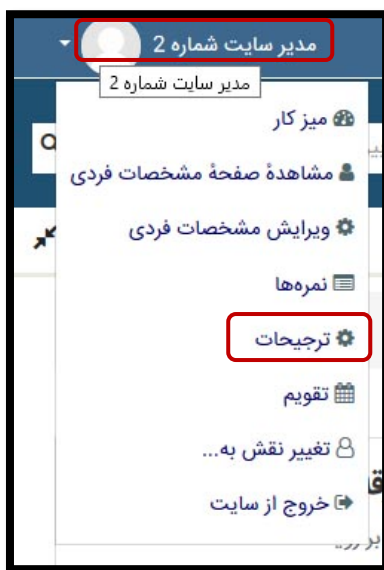 مدیر سایت شماره 2
مدیر سایت شماره 2
میز کار
مشاهدهٔ صفحهٔ مشخصات فردی
ویرایش مشخصات فردی
نمره‌ها
ترجیحات
تقویم
تغییر نقش به...
خروج از سایت